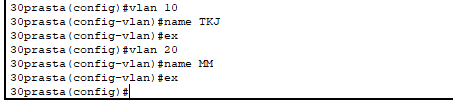 30prasta(config)#vlan 10
30prasta(config-vlan)#name TKJ
30prasta(config-vlan)#ex
30prasta(config)#vlan 20
30prasta(config-vlan)#name MM
30prasta(config-vlan)#ex
30prasta(config)#